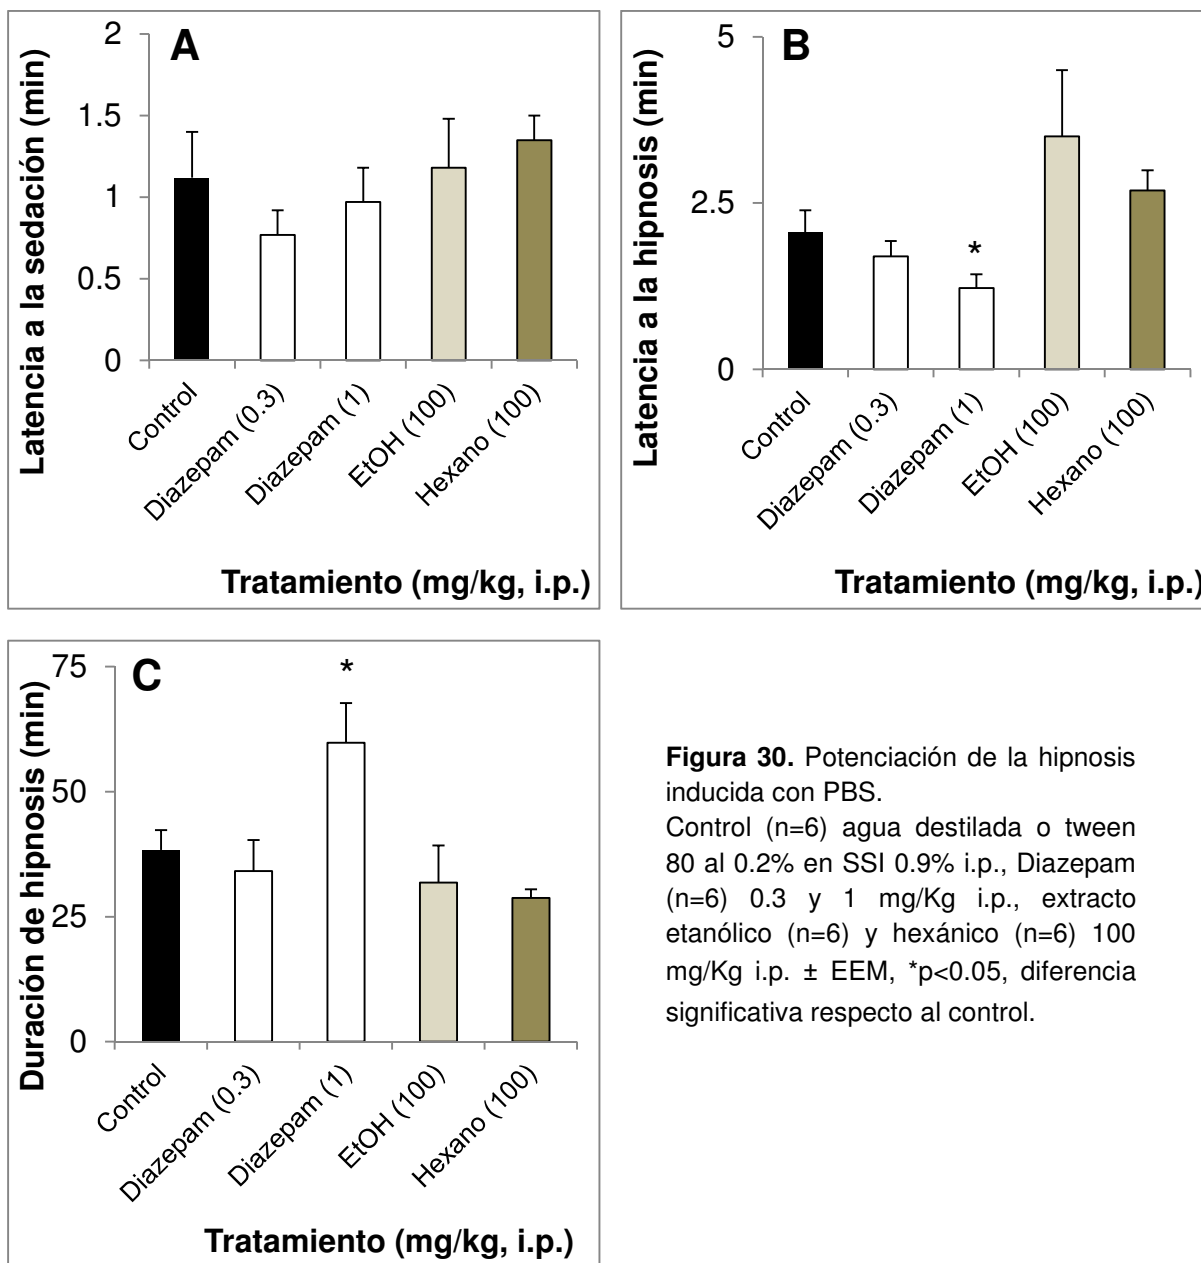 A
Latencia a la sedación (min)
2
1.5
1
0.5
0
Control
Diazepam (0.3)
Diazepam (1)
EtOH (100)
Hexano (100)
Tratamiento (mg/kg, i.p.)
B
Latencia a la hipnosis (min)
5
2.5
0
*
Control
Diazepam (0.3)
Diazepam (1)
EtOH (100)
Hexano (100)
Tratamiento (mg/kg, i.p.)
C
Duración de hipnosis (min)
75
50
25
0
*
Control
Diazepam (0.3)
Diazepam (1)
EtOH (100)
Hexano (100)
Tratamiento (mg/kg, i.p.)
Figura 30. Potenciación de la hipnosis
inducida con PBS.
Control (n=6) agua destilada o tween
80 al 0.2% en SSI 0.9% i.p., Diazepam
(n=6) 0.3 y 1 mg/Kg i.p., extracto
etanólico (n=6) y hexánico (n=6) 100
mg/Kg i.p. ± EEM, *p<0.05, diferencia
significativa respecto al control.